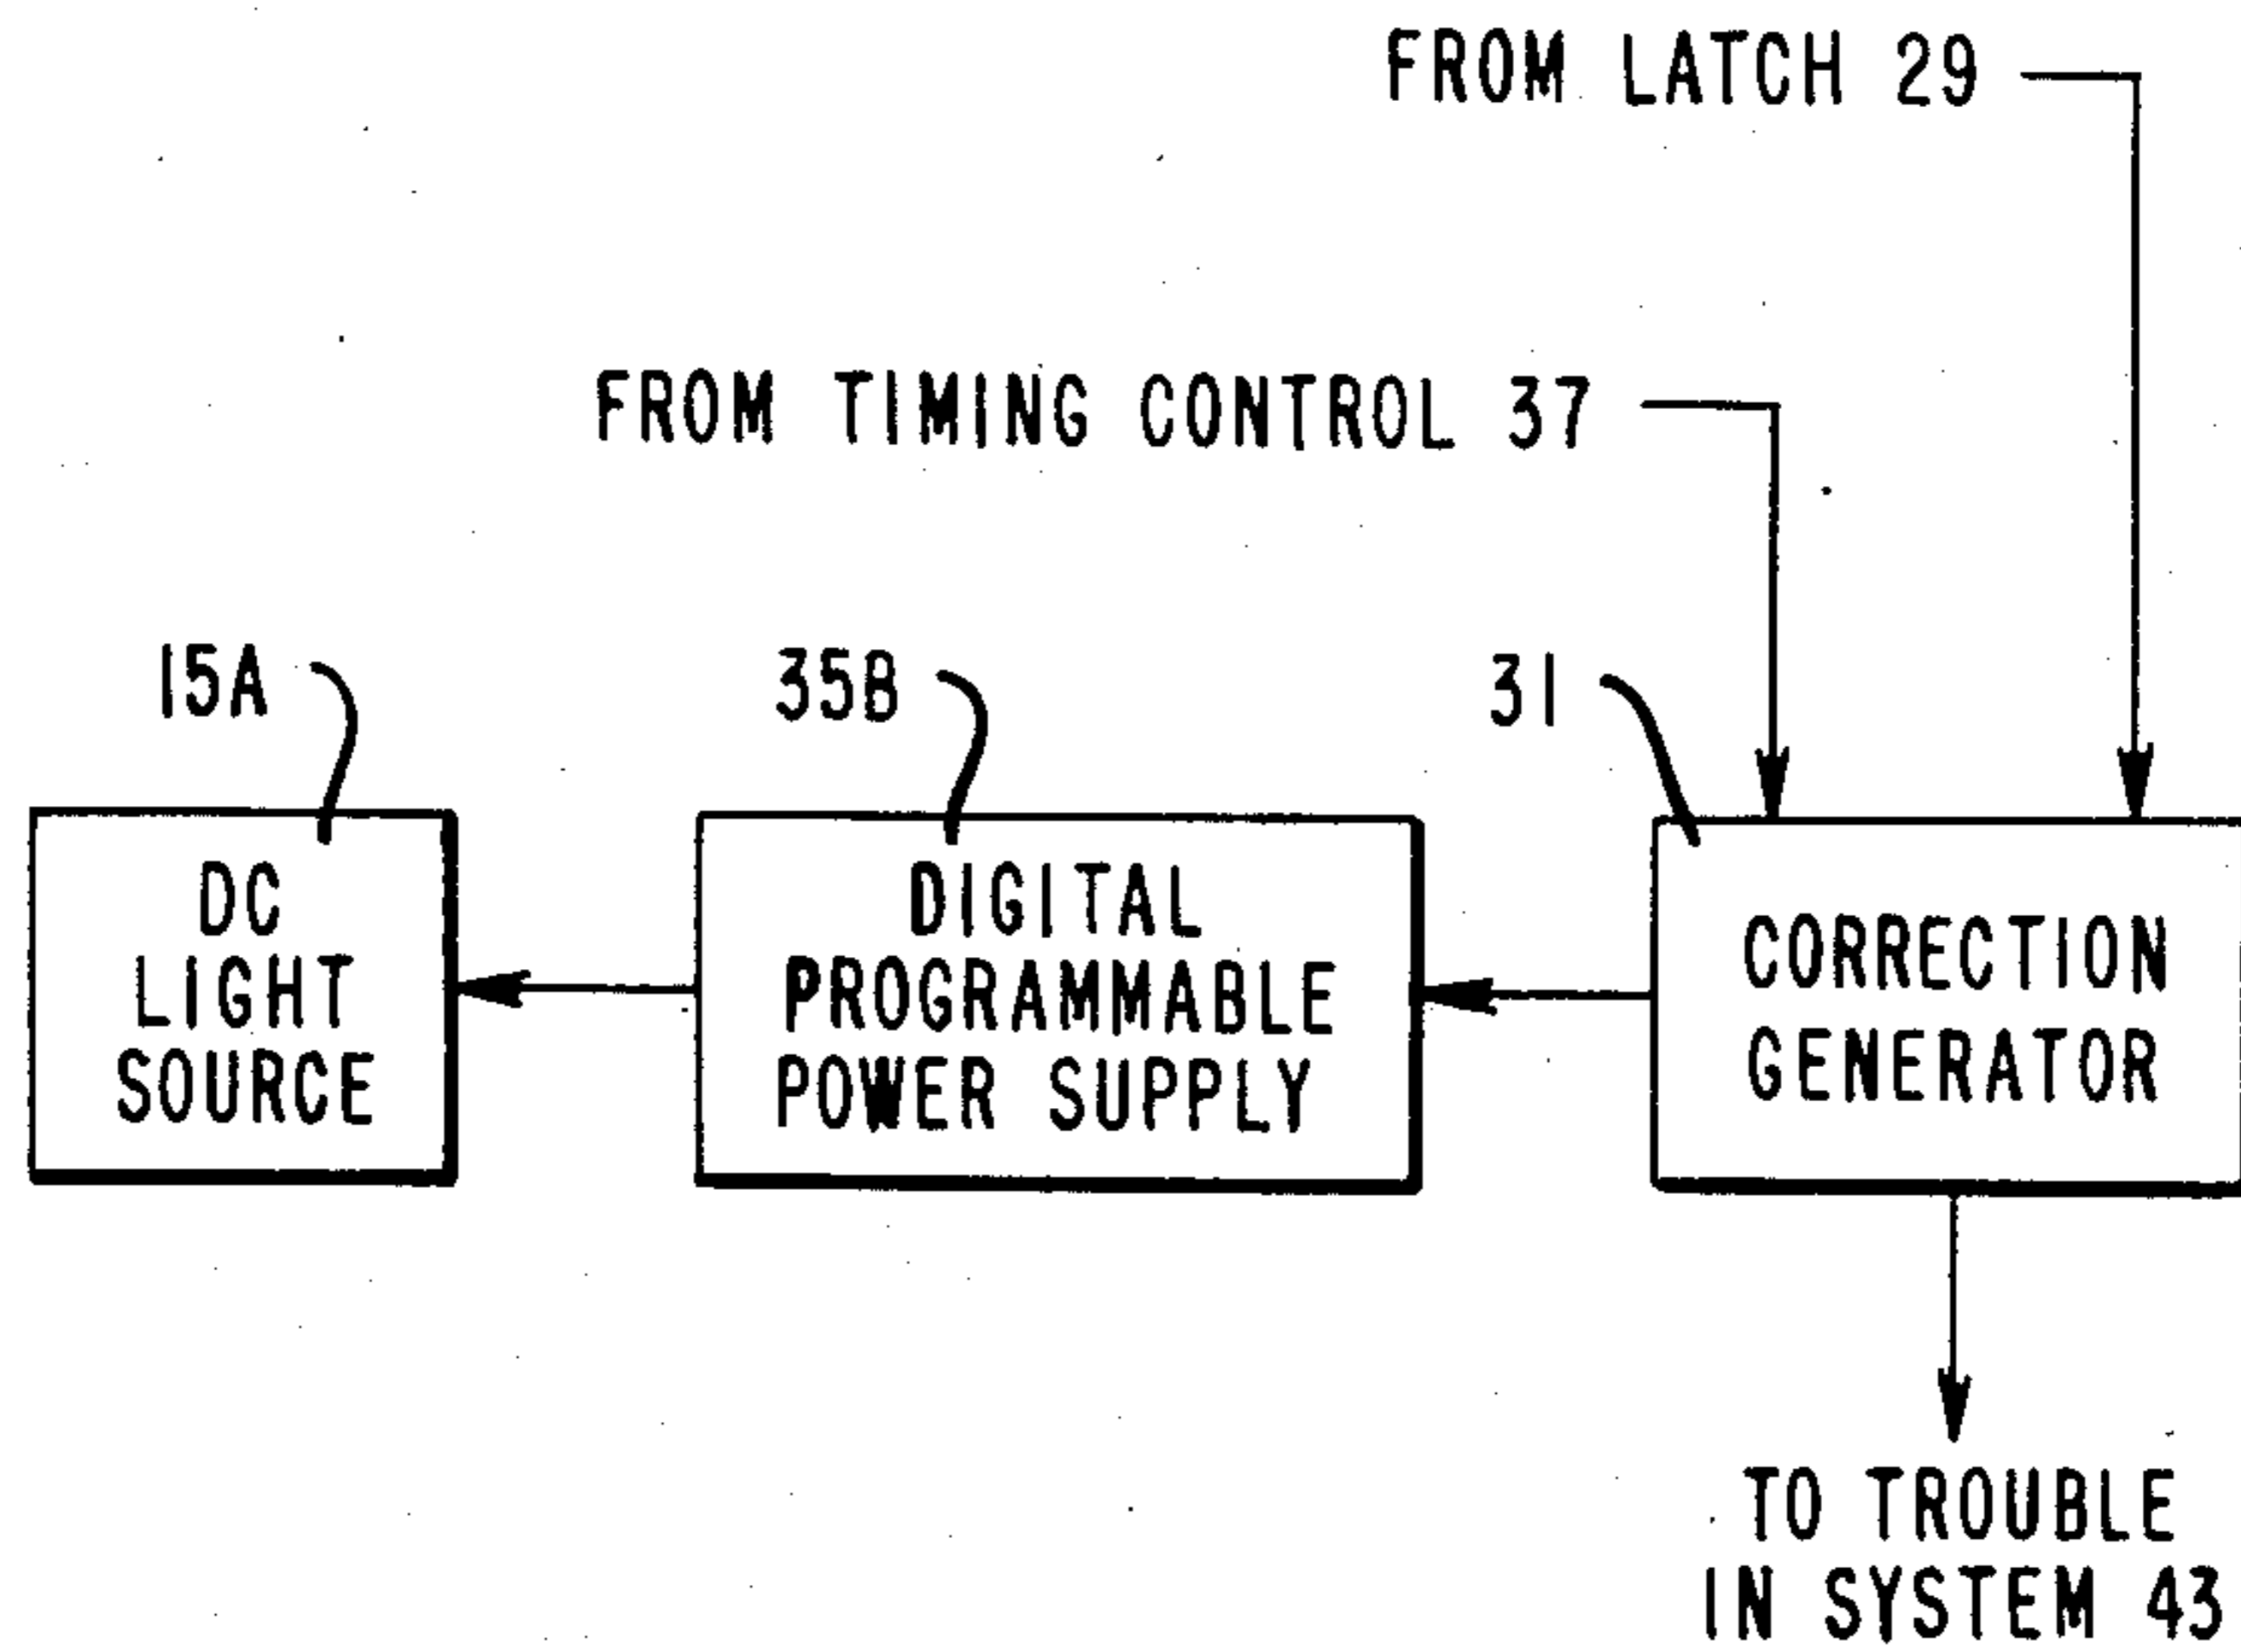 FROM LATCH 29
FROM TIMING CONTROL 37
15A
35B
31
DC
LIGHT
SOURCE
DIGITAL
PROGRAMMABLE
POWER SUPPLY
CORRECTION
GENERATOR
TO TROUBLE
IN SYSTEM 43